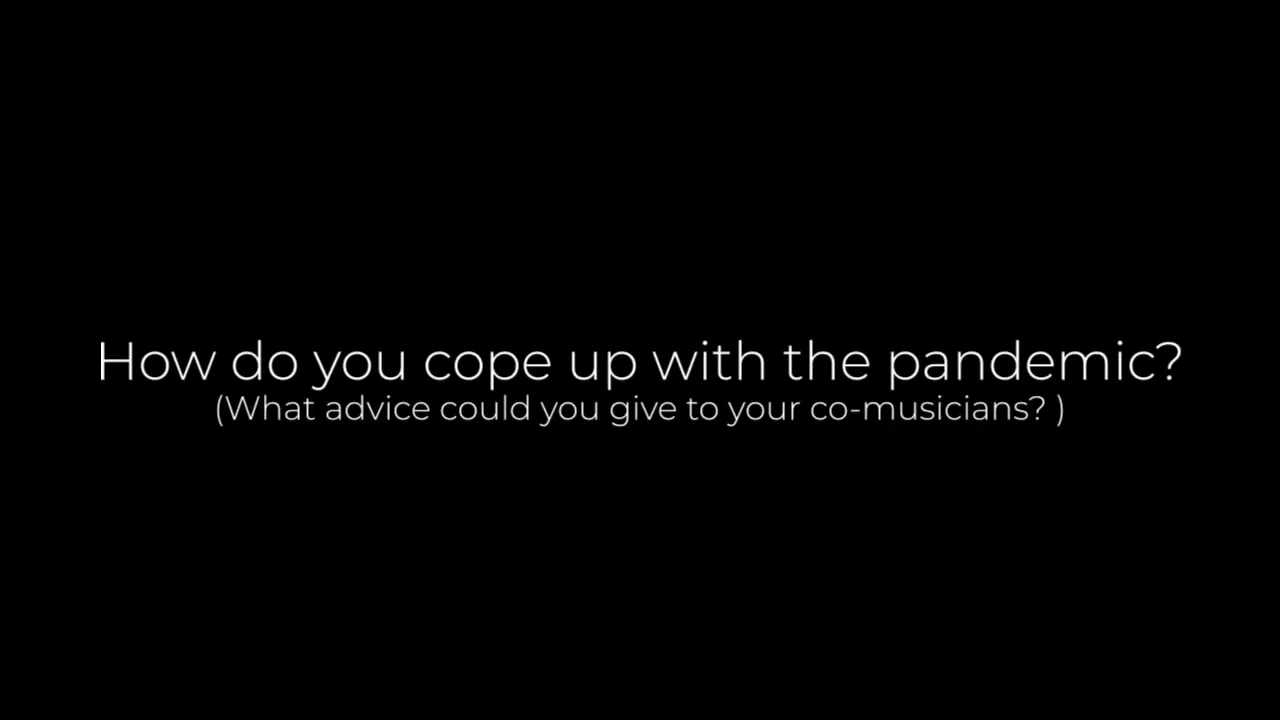 How do you cope up with the pandemic?
(What advice could you give to your co-musicians? )